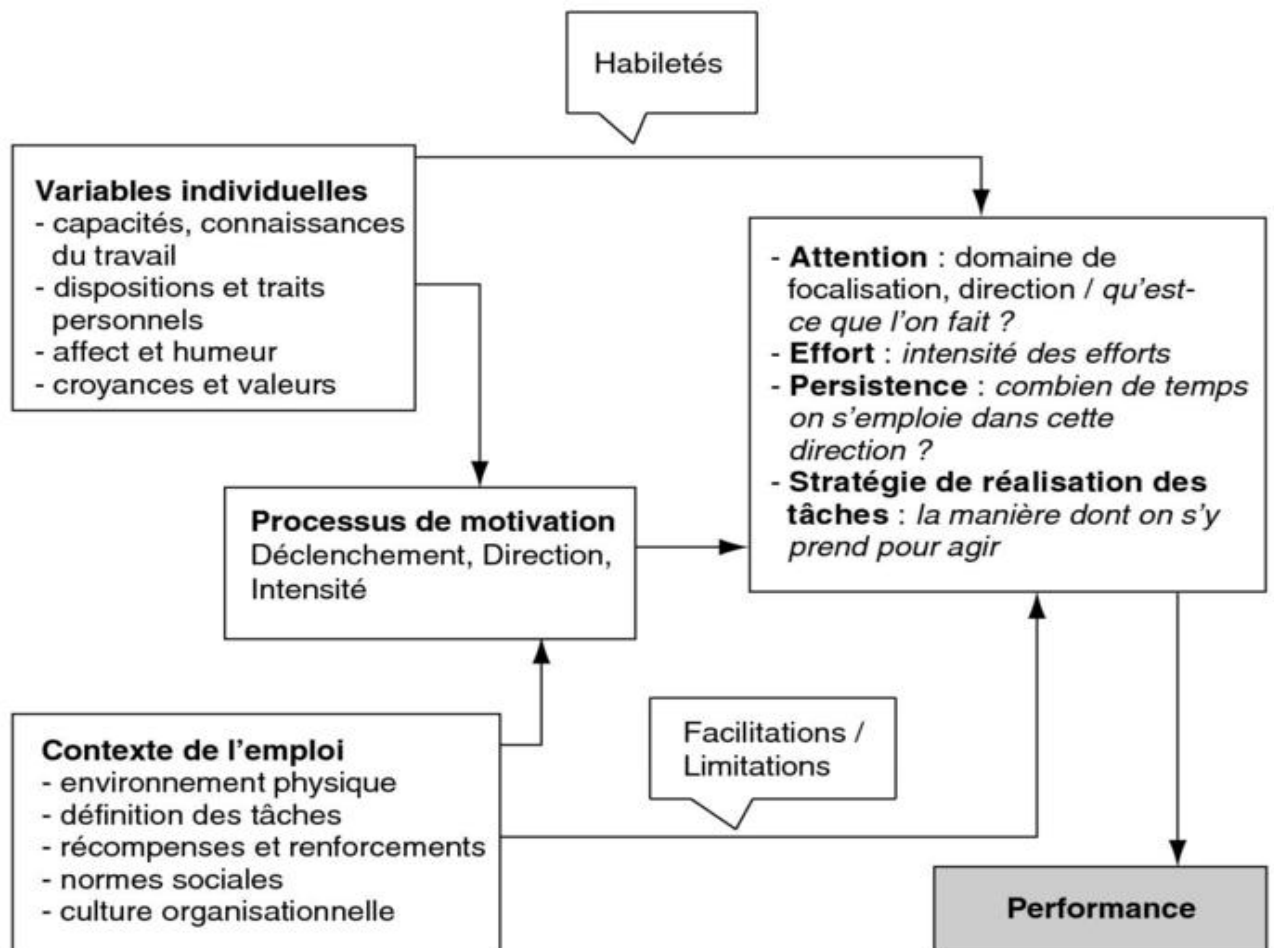 Habiletés
Variables individuelles
- capacités, connaissances
du travail
- dispositions et traits
personnels
- affect et humeur
- croyances et valeurs
- Attention : domaine de
focalisation, direction / qu'est-
ce que l'on fait ?
- Effort : intensité des efforts
- Persistence : combien de temps
on s'emploie dans cette
direction ?
- Stratégie de réalisation des
tâches : la manière dont on s'y
prend pour agir
Processus de motivation
Déclenchement, Direction,
Intensité
Contexte de l'emploi
- environnement physique
- définition des tâches
- récompenses et renforcements
- normes sociales
- culture organisationnelle
Facilitations /
Limitations
Performance